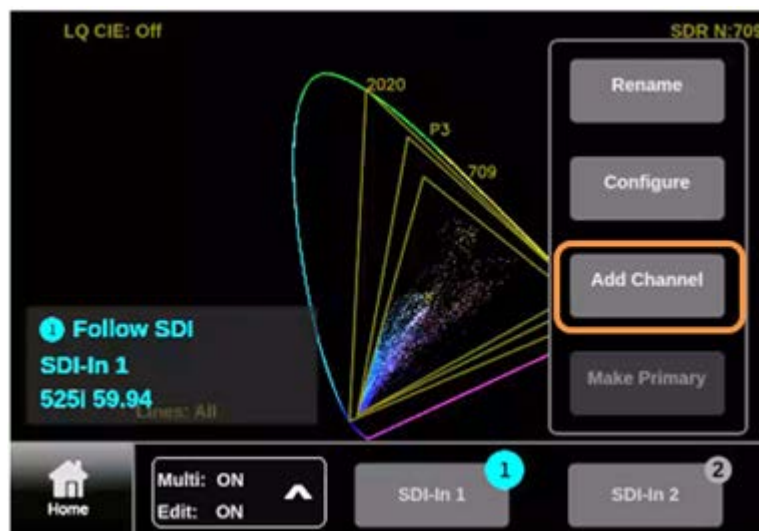 LQ CIE: Off
SDR N:709
2020
P3
709
Rename
Configure
Add Channel
Make Primary
1 Follow SDI
SDI-In 1
525I 59.94
Lines: All
Home
Multi: ON
Edit: ON
SDI-In 1
1
SDI-In 2
2